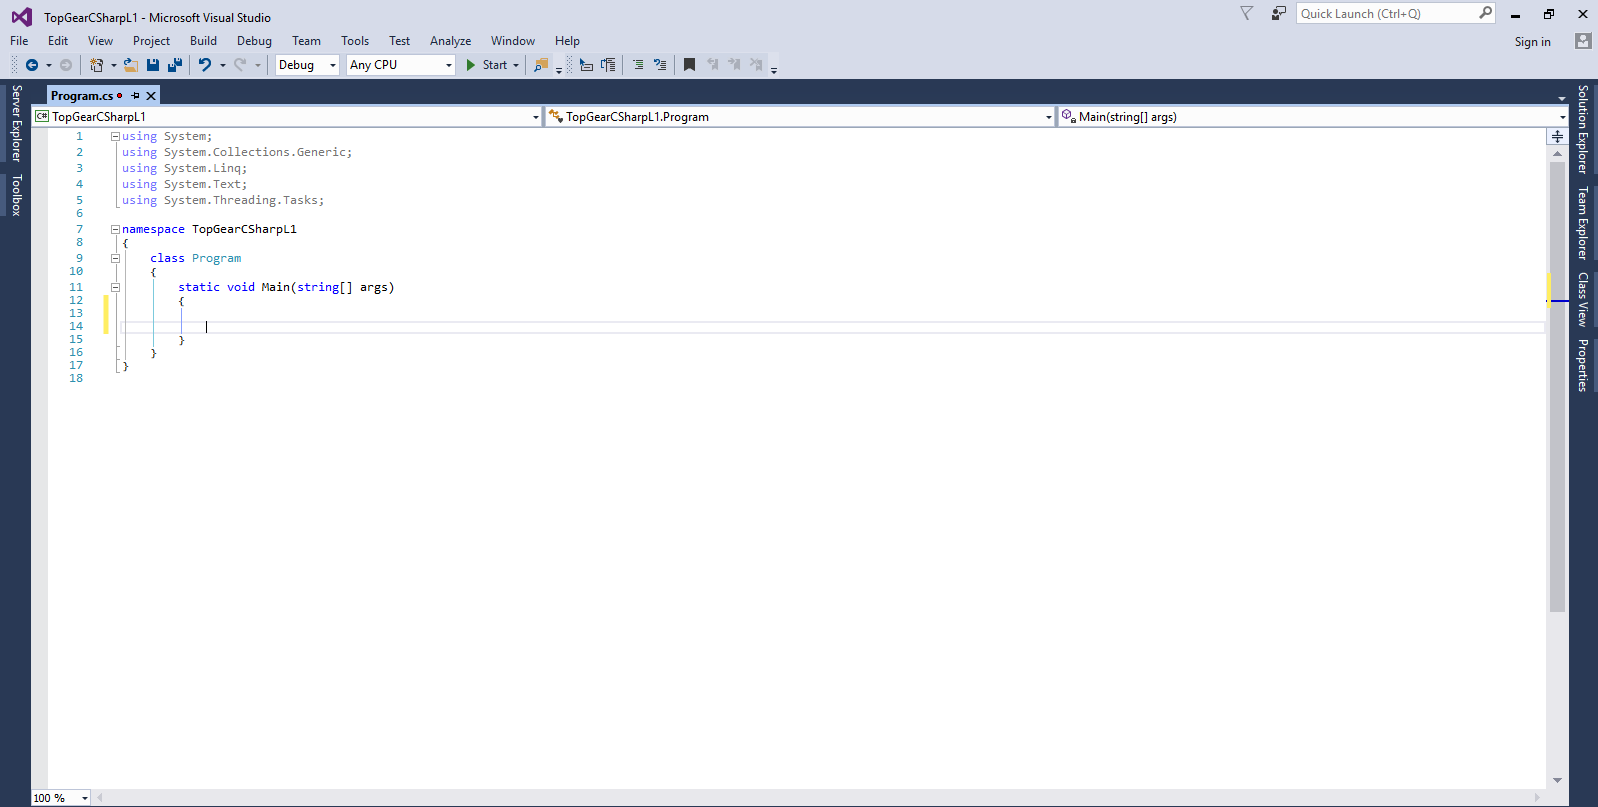 TopGearCSharpL1 - Microsoft Visual Studio
Quick Launch (Ctrl+Q)
File Edit View Project Build Debug Team Tools Test Analyze Window Help
Sign in
Debug Any CPU Start
Server Explorer
Toolbox
Program.cs
C# TopGearCSharpL1
TopGearCSharpL1.Program
Main(string[] args)
1 using System;
2 using System.Collections.Generic;
3 using System.Linq;
4 using System.Text;
5 using System.Threading.Tasks;
6
7 namespace TopGearCSharpL1
8 {
9 class Program
10 {
11 static void Main(string[] args)
12 {
13
14
15 }
16 }
17 }
18
Solution Explorer
Team Explorer
Class View
Properties
100 %